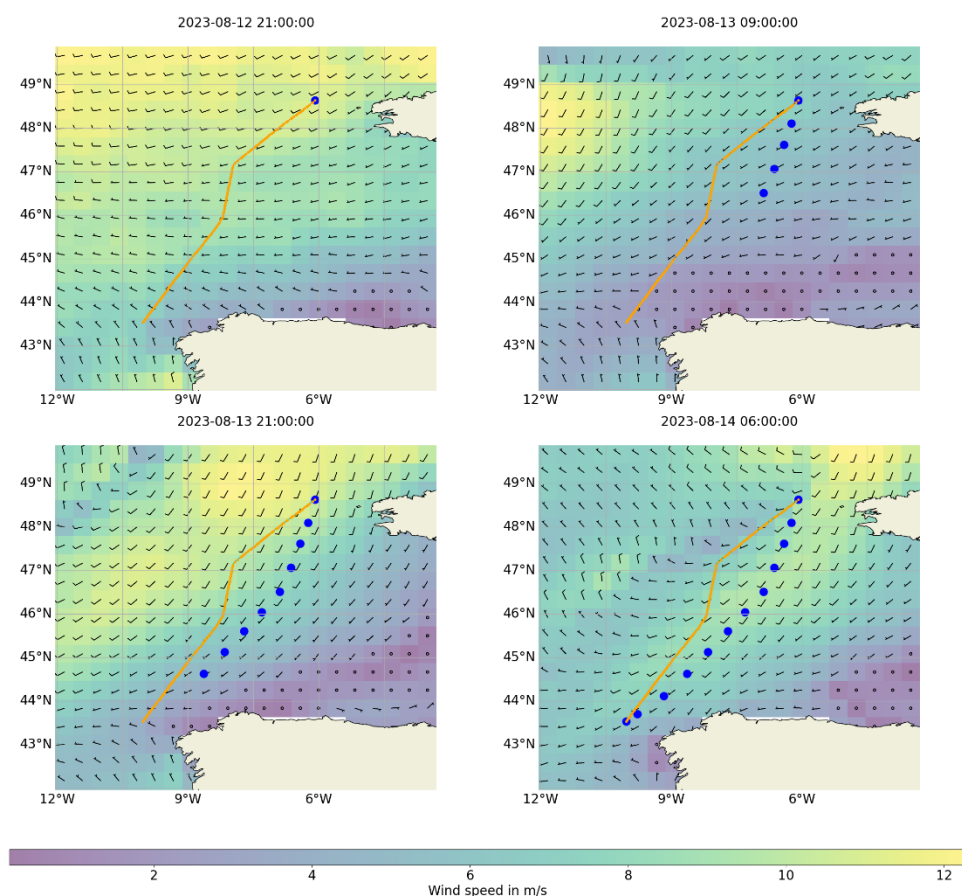 2023-08-12 21:00:00
2023-08-13 09:00:00
49°N
48°N
47°N
46°N
45°N
44°N
43°N
12°W
9°W
6°W
49°N
48°N
47°N
46°N
45°N
44°N
43°N
12°W
9°W
6°W
2023-08-13 21:00:00
2023-08-14 06:00:00
49°N
48°N
47°N
46°N
45°N
44°N
43°N
12°W
9°W
6°W
49°N
48°N
47°N
46°N
45°N
44°N
43°N
12°W
9°W
6°W
2
4
6
8
10
12
Wind speed in m/s